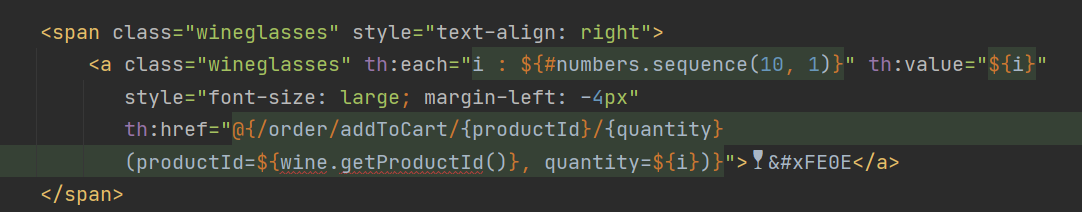 <span class="wineglasses" style="text-align: right">
<a class="wineglasses" th:each="i : ${#numbers.sequence(10, 1)}" th:value="${i}"
style="font-size: large; margin-left: -4px"
th:href="@{/order/addToCart/{productId}/{quantity}
(productId=${wine.getProductId()}, quantity=${i})}">🍷&#xFE0E</a>
</span>